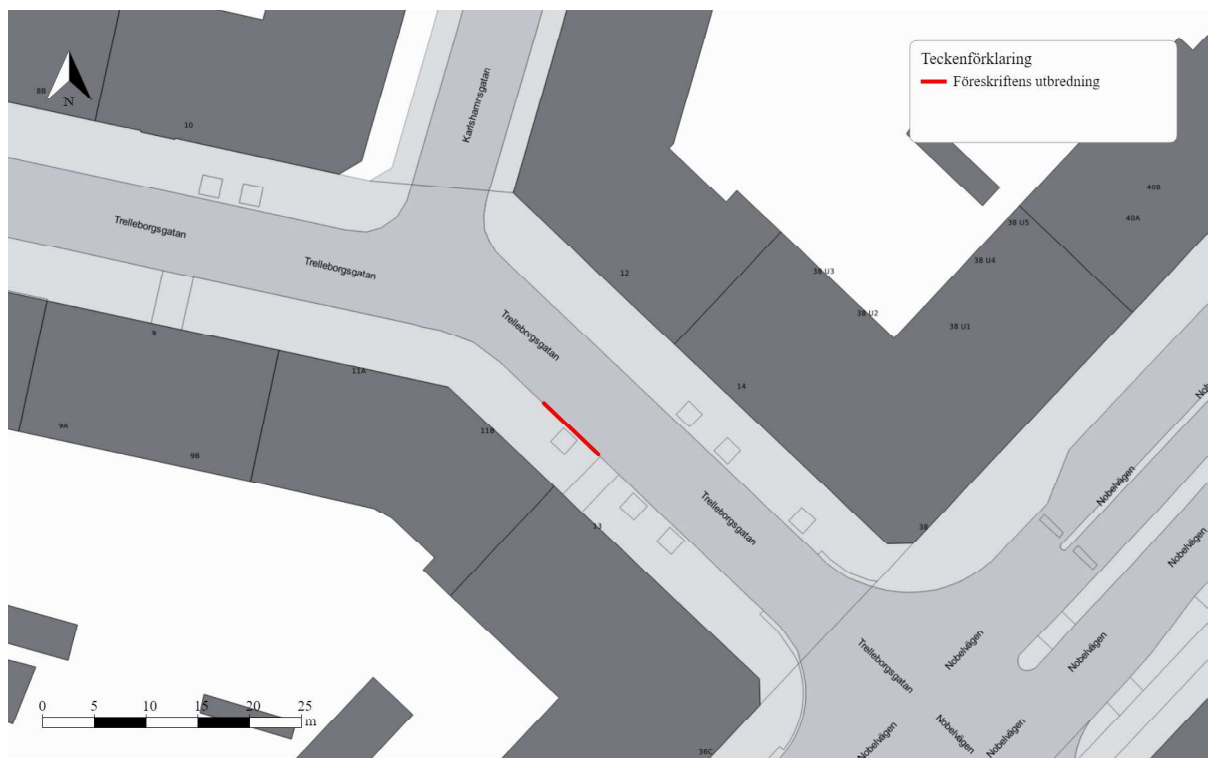 Teckenförklaring
Föreskriftens utbredning
8B
N
10
Karlshamnsgatan
40B
40A
38 U5
38 U4
38 U3
38 U2
38 U1
Trelleborgsgatan
Trelleborgsgatan
12
Trelleborgsgatan
9
11A
14
9A
9B
11B
13
38
Trelleborgsgatan
Nobelvägen
Nobelvägen
Trelleborgsgatan
Nobelvägen
Nobelvägen
0 5 10 15 20 25
m
36C
Nobelvägen
Nobelvägen
Nobelvägen